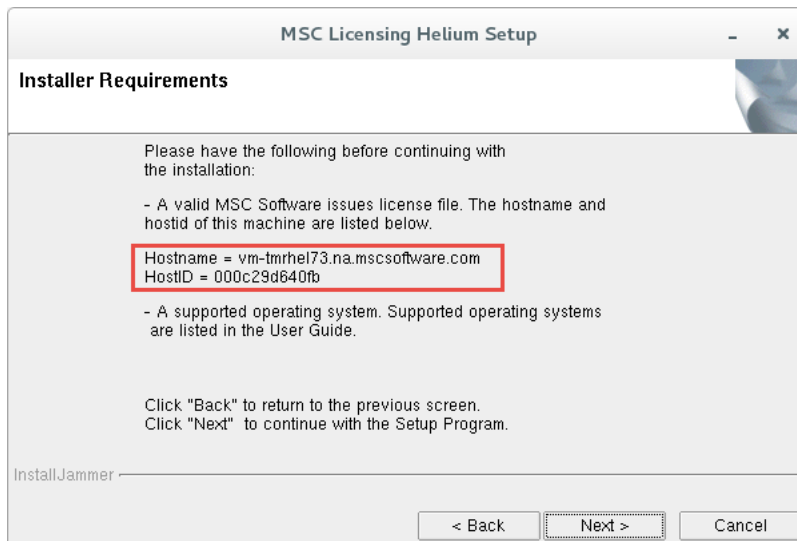 MSC Licensing Helium Setup
Installer Requirements
Please have the following before continuing with
the installation:
- A valid MSC Software issues license file. The hostname and
hostid of this machine are listed below.
Hostname = vm-tmrhel73.na.mscsoftware.com
HostID = 000c29d640fb
- A supported operating system. Supported operating systems
are listed in the User Guide.
Click "Back" to return to the previous screen.
Click "Next" to continue with the Setup Program.
InstallJammer
< Back Next > Cancel